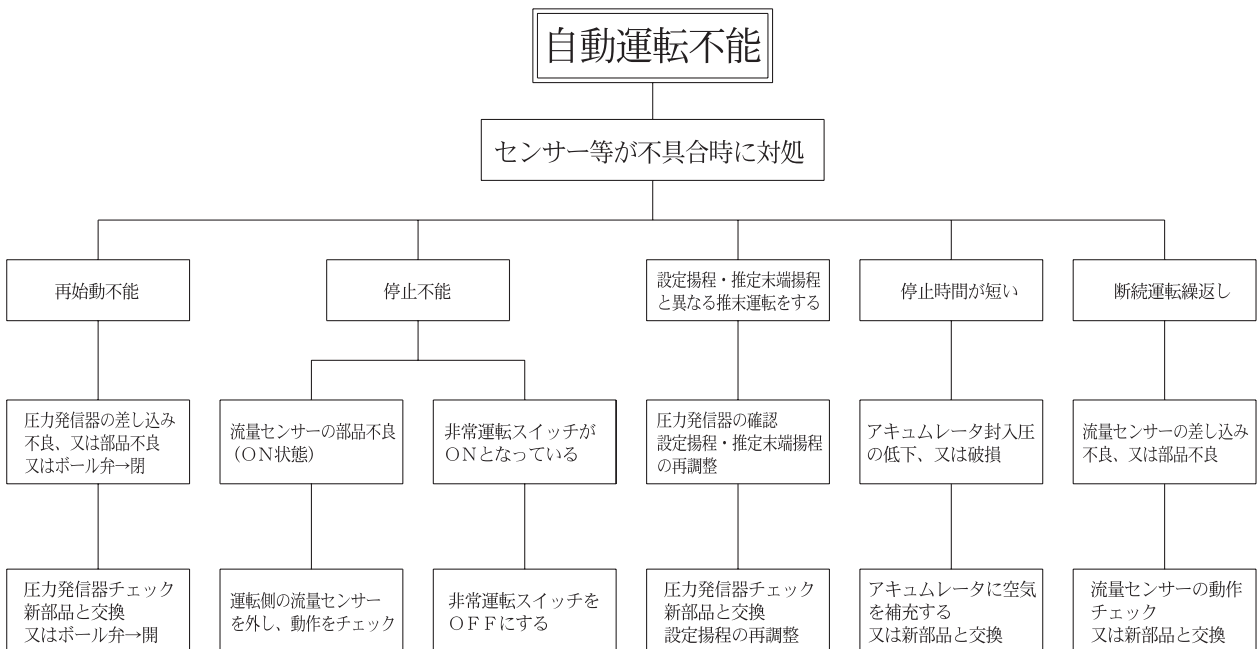 自動運転不能
センサー等が不具合時に対処
再始動不能
停止不能
設定揚程・推定末端揚程
と異なる推末運転をする
停止時間が短い
断続運転繰返し
圧力発信器の差し込み
不良、又は部品不良
又はボール弁→閉
流量センサーの部品不良
（ＯＮ状態）
非常運転スイッチが
ＯＮとなっている
圧力発信器の確認
設定揚程・推定末端揚程
の再調整
アキュムレータ封入圧
の低下、又は破損
流量センサーの差し込み
不良、又は部品不良
圧力発信器チェック
新部品と交換
又はボール弁→開
運転側の流量センサー
を外し、動作をチェック
非常運転スイッチを
ＯＦＦにする
圧力発信器チェック
新部品と交換
設定揚程の再調整
アキュムレータに空気
を補充する
又は新部品と交換
流量センサーの動作
チェック
又は新部品と交換